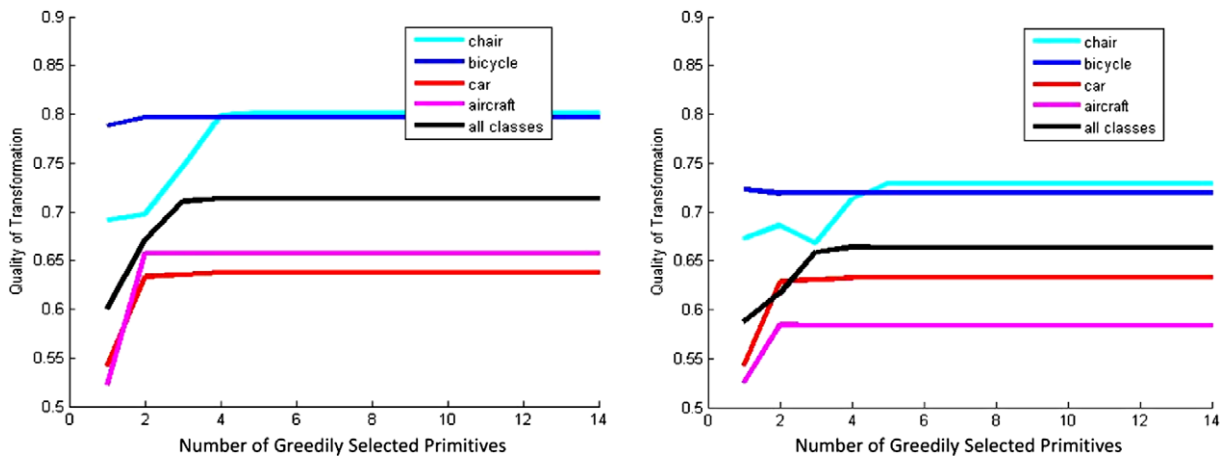 0.9
0.85
0.8
0.75
0.7
0.65
0.6
0.55
0.5
Quality of Transformation
chair
bicycle
car
aircraft
all classes
0 2 4 6 8 10 12 14
Number of Greedily Selected Primitives
0.9
0.85
0.8
0.75
0.7
0.65
0.6
0.55
0.5
Quality of Transformation
chair
bicycle
car
aircraft
all classes
0 2 4 6 8 10 12 14
Number of Greedily Selected Primitives